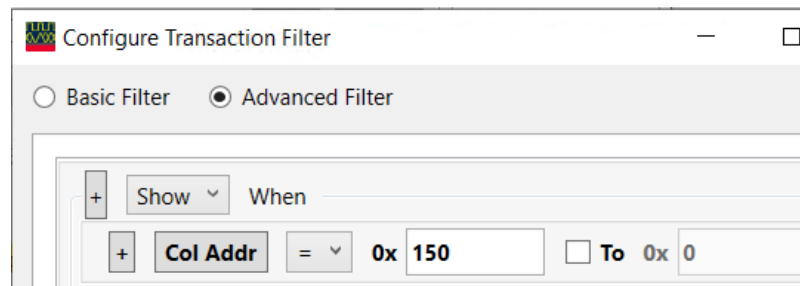 Configure Transaction Filter
Basic Filter Advanced Filter
+ Show When
+ Col Addr = 0x 150 To 0x 0